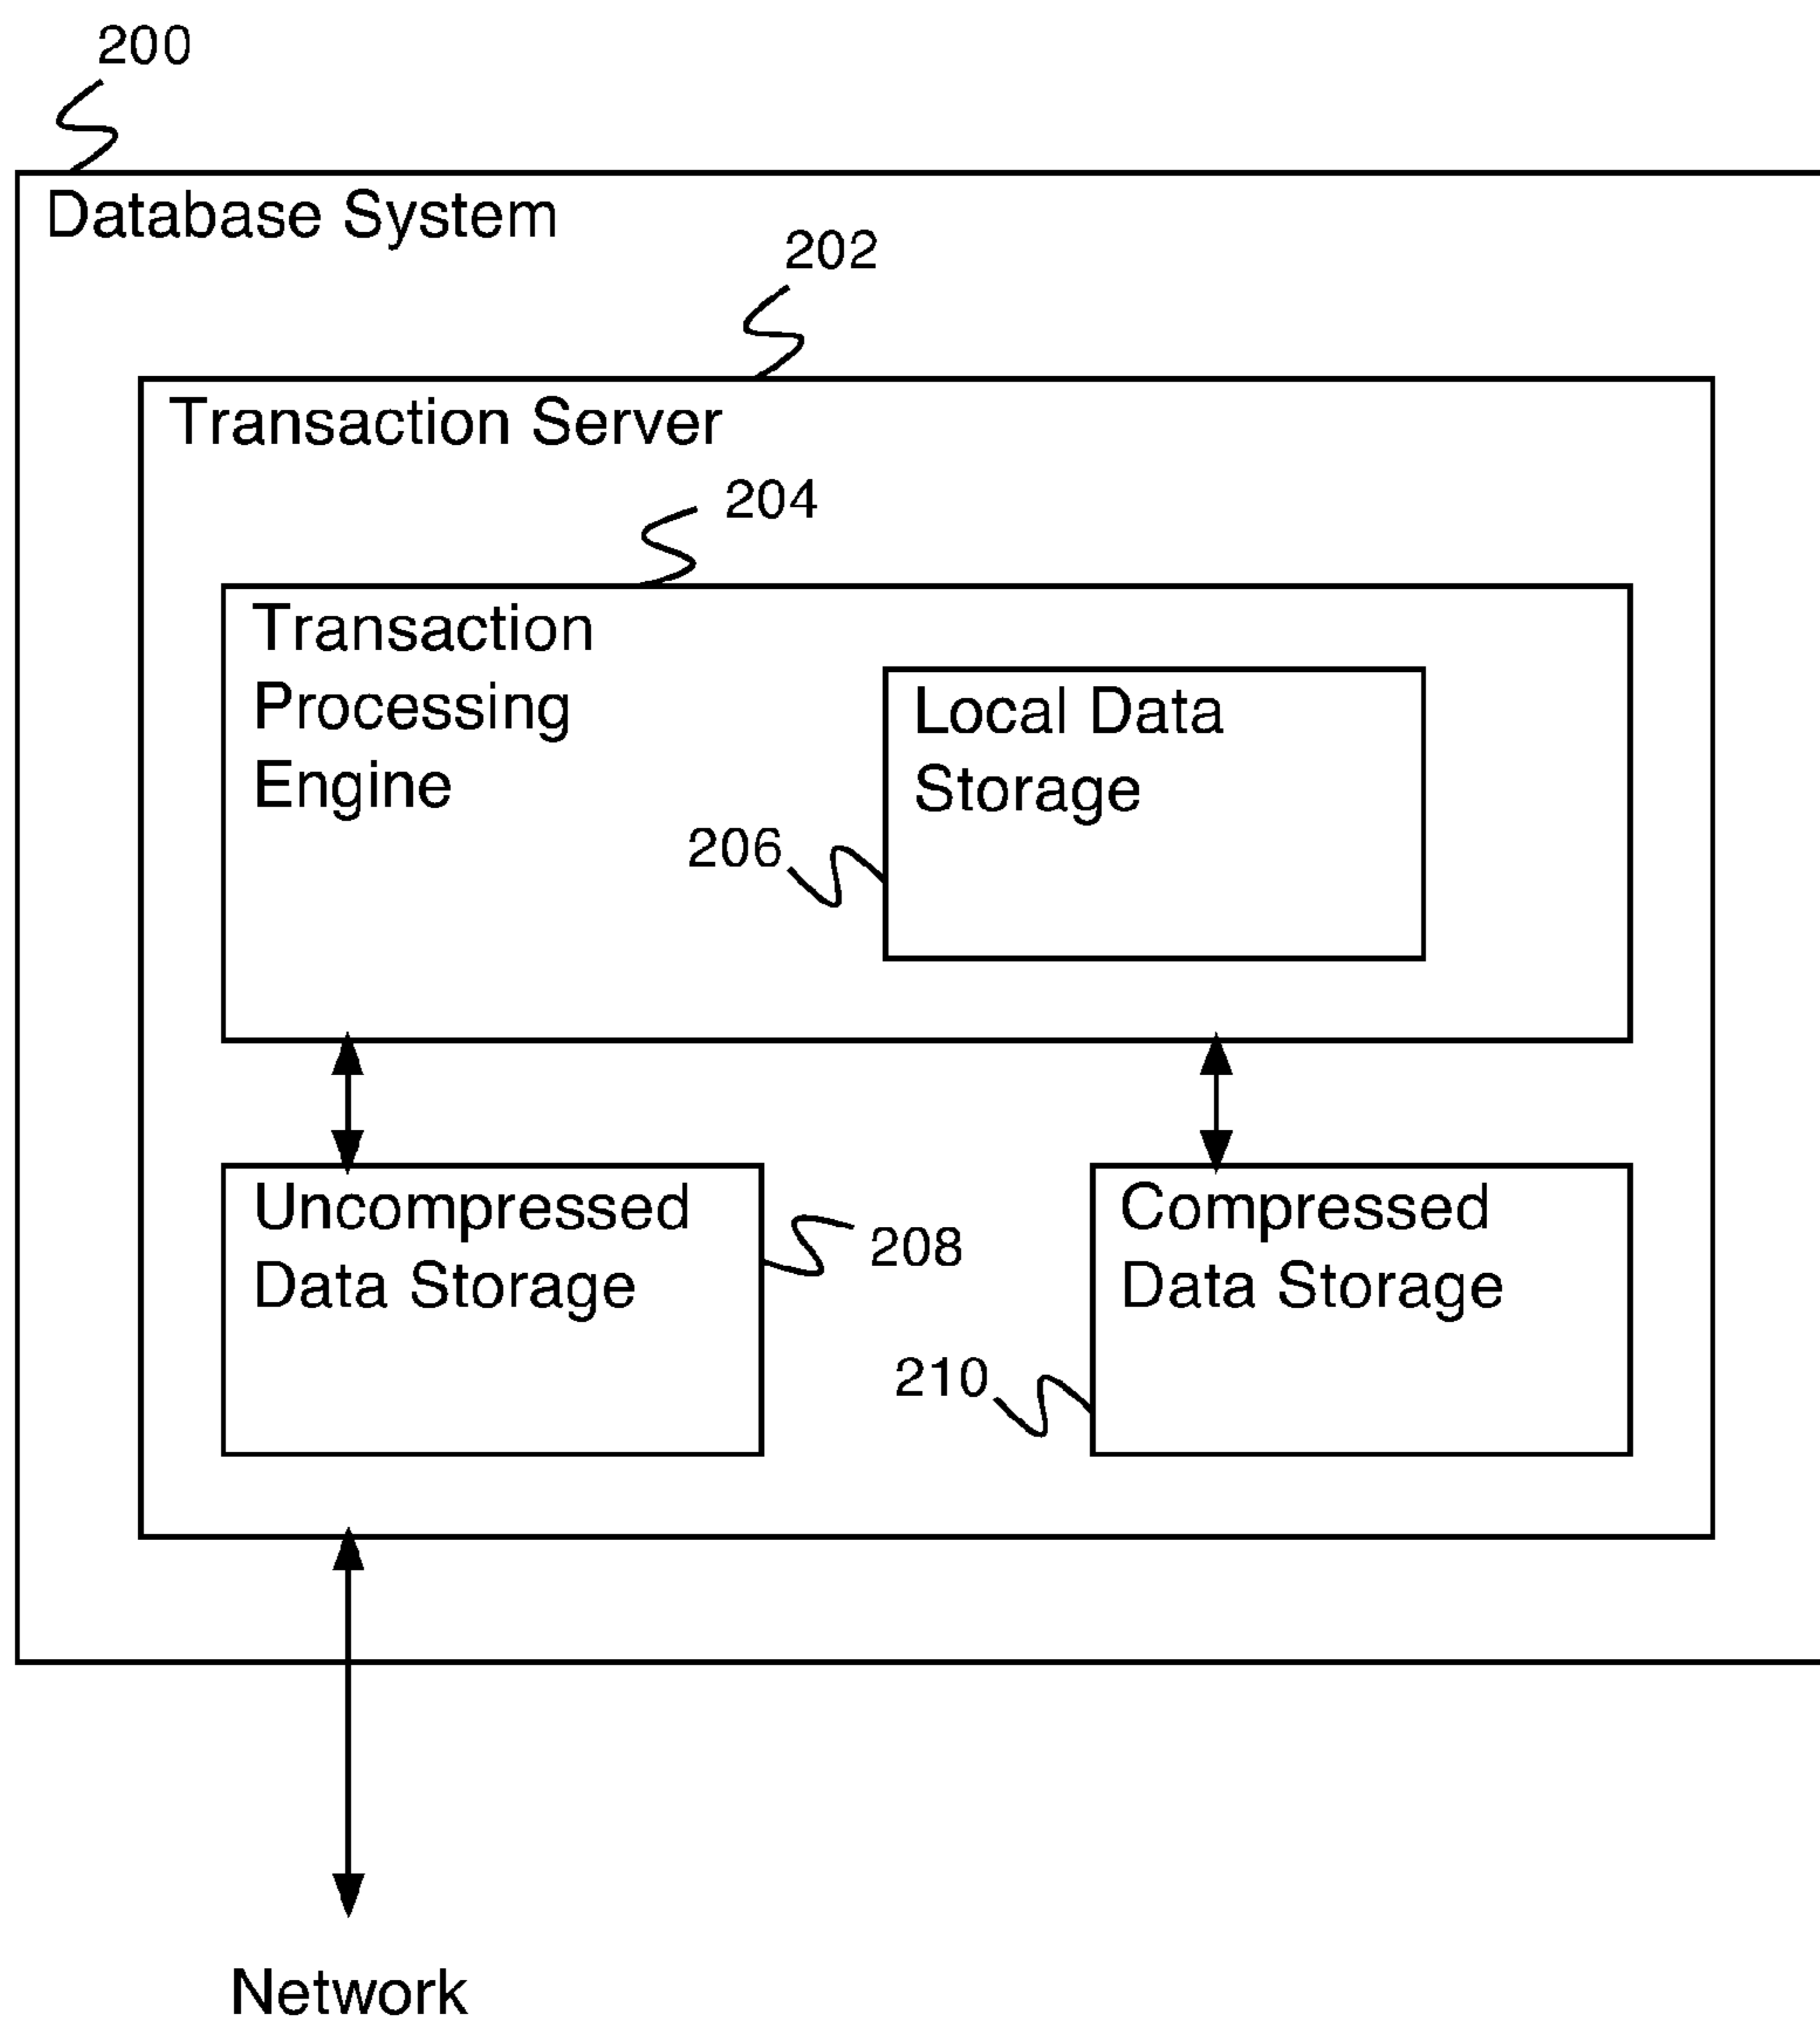 200
Database System
202
Transaction Server
204
Transaction
Processing
Engine
Local Data
Storage
206
Uncompressed
Data Storage
208
Compressed
Data Storage
210
Network